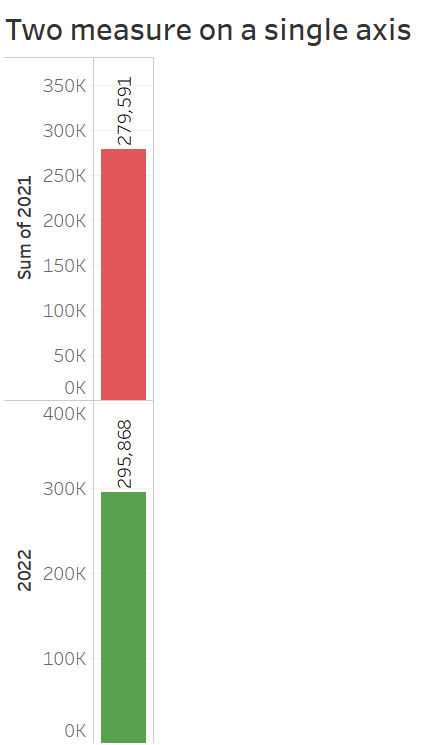 Two measure on a single axis
Sum of 2021
350K
300K
250K
200K
150K
100K
50K
0K
279,591
2022
400K
300K
200K
100K
0K
295,868